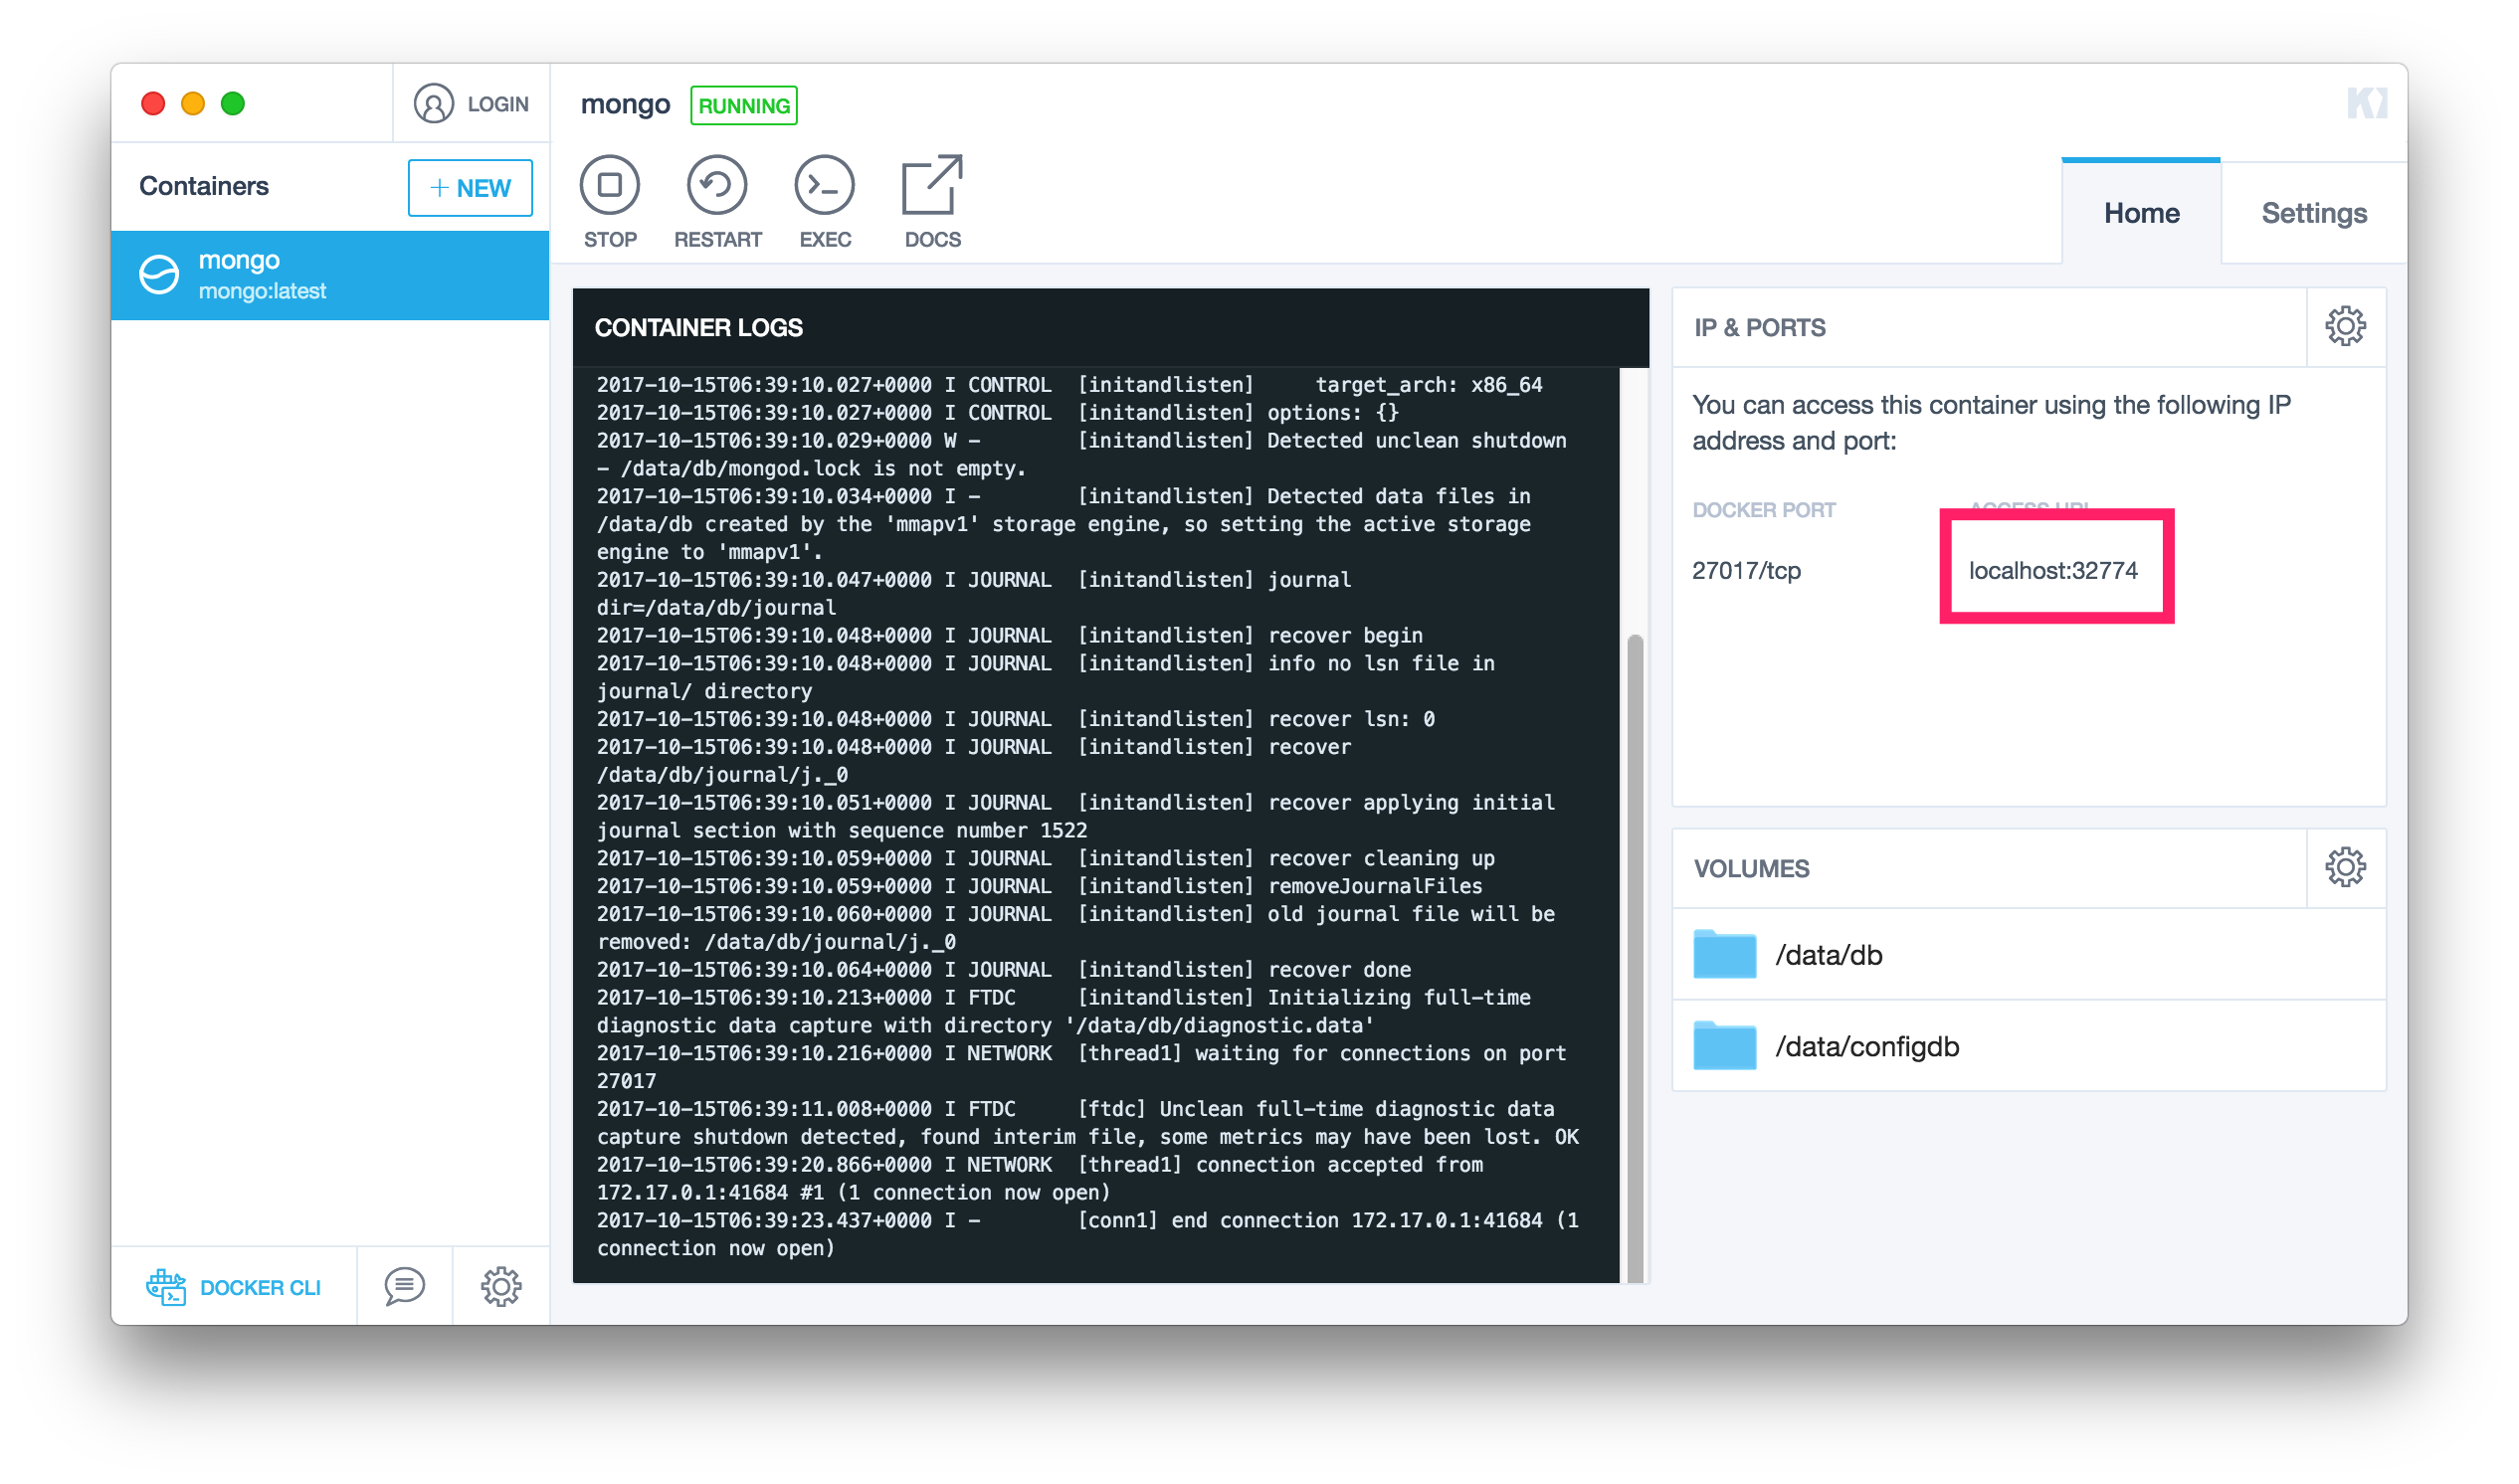 LOGIN
mongo RUNNING
Containers
+ NEW
STOP RESTART EXEC DOCS
Home Settings
mongo
mongo:latest
CONTAINER LOGS
2017-10-15T06:39:10.027+0000 I CONTROL  [initandlisten]     target_arch: x86_64
2017-10-15T06:39:10.027+0000 I CONTROL  [initandlisten] options: {}
2017-10-15T06:39:10.029+0000 W -        [initandlisten] Detected unclean shutdown
- /data/db/mongod.lock is not empty.
2017-10-15T06:39:10.034+0000 I -        [initandlisten] Detected data files in
/data/db created by the 'mmapv1' storage engine, so setting the active storage
engine to 'mmapv1'.
2017-10-15T06:39:10.047+0000 I JOURNAL  [initandlisten] journal
dir=/data/db/journal
2017-10-15T06:39:10.048+0000 I JOURNAL  [initandlisten] recover begin
2017-10-15T06:39:10.048+0000 I JOURNAL  [initandlisten] info no lsn file in
journal/ directory
2017-10-15T06:39:10.048+0000 I JOURNAL  [initandlisten] recover lsn: 0
2017-10-15T06:39:10.048+0000 I JOURNAL  [initandlisten] recover
/data/db/journal/j._0
2017-10-15T06:39:10.051+0000 I JOURNAL  [initandlisten] recover applying initial
journal section with sequence number 1522
2017-10-15T06:39:10.059+0000 I JOURNAL  [initandlisten] recover cleaning up
2017-10-15T06:39:10.059+0000 I JOURNAL  [initandlisten] removeJournalFiles
2017-10-15T06:39:10.060+0000 I JOURNAL  [initandlisten] old journal file will be
removed: /data/db/journal/j._0
2017-10-15T06:39:10.064+0000 I JOURNAL  [initandlisten] recover done
2017-10-15T06:39:10.213+0000 I FTDC     [initandlisten] Initializing full-time
diagnostic data capture with directory '/data/db/diagnostic.data'
2017-10-15T06:39:10.216+0000 I NETWORK  [thread1] waiting for connections on port
27017
2017-10-15T06:39:11.008+0000 I FTDC     [ftdc] Unclean full-time diagnostic data
capture shutdown detected, found interim file, some metrics may have been lost. OK
2017-10-15T06:39:20.866+0000 I NETWORK  [thread1] connection accepted from
172.17.0.1:41684 #1 (1 connection now open)
2017-10-15T06:39:23.437+0000 I -        [conn1] end connection 172.17.0.1:41684 (1
connection now open)
IP & PORTS
You can access this container using the following IP
address and port:
DOCKER PORT ACCESS URL
27017/tcp localhost:32774
VOLUMES
/data/db
/data/configdb
DOCKER CLI